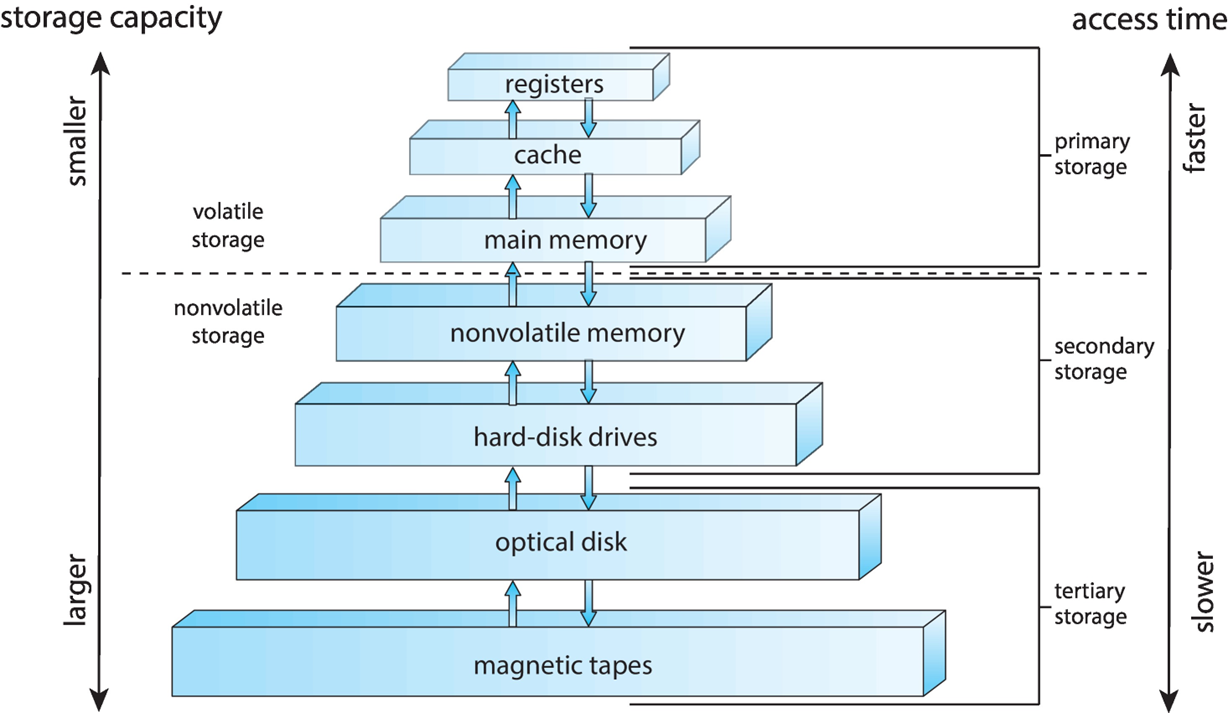 storage capacity
access time
smaller
larger
faster
slower
registers
cache
main memory
nonvolatile memory
hard-disk drives
optical disk
magnetic tapes
volatile
storage
nonvolatile
storage
primary
storage
secondary
storage
tertiary
storage